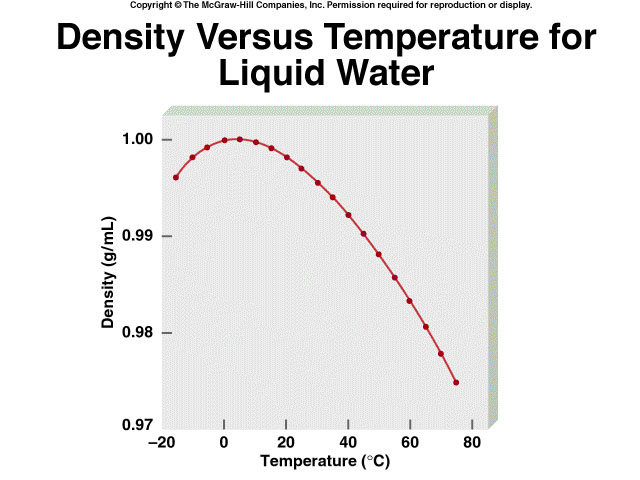 Copyright © The McGraw-Hill Companies, Inc. Permission required for reproduction or display.
Density Versus Temperature for
Liquid Water
1.00
0.99
0.98
0.97
Density (g/mL)
–20 0 20 40 60 80
Temperature (°C)